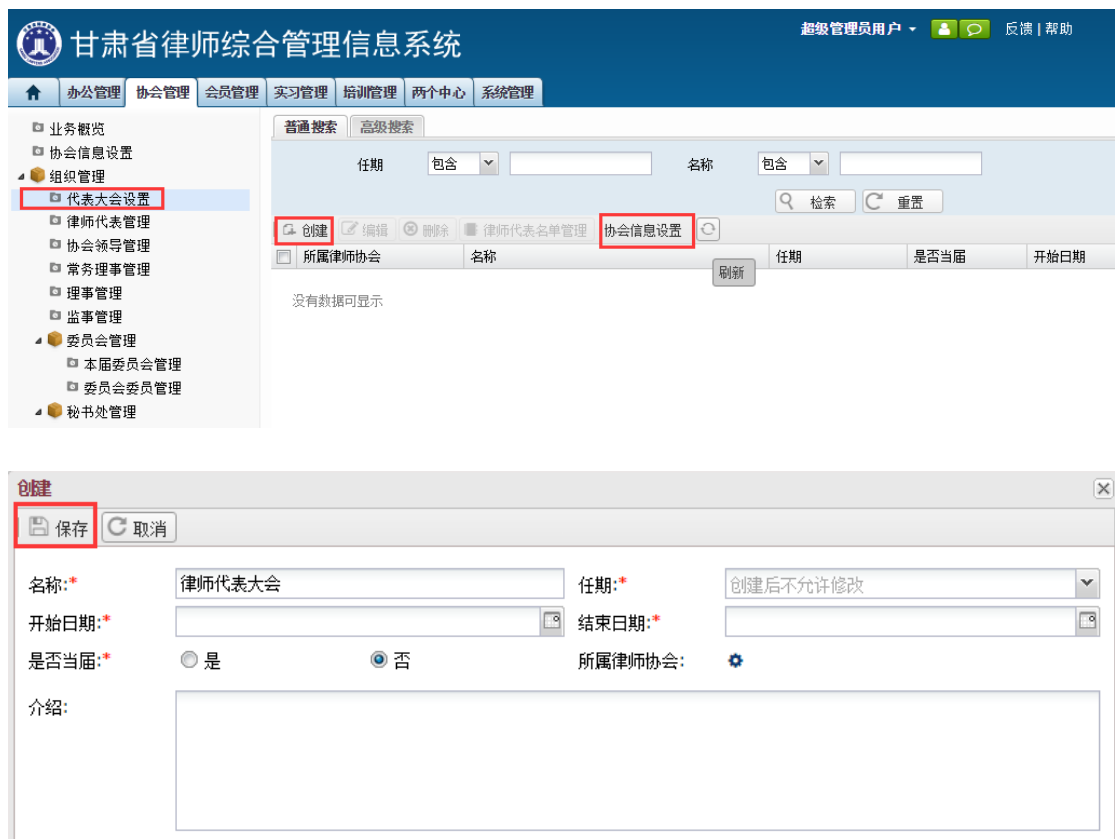 超级管理员用户 反馈 | 帮助
甘肃省律师综合管理信息系统
办公管理 协会管理 会员管理 实习管理 培训管理 两个中心 系统管理
业务概览
协会信息设置
组织管理
代表大会设置
律师代表管理
协会领导管理
常务理事管理
理事管理
监事管理
委员会管理
本届委员会管理
委员会委员管理
秘书处管理
普通搜索 高级搜索
任期 包含 名称 包含
检索 重置
创建 编辑 删除 律师代表名单管理 协会信息设置
所属律师协会 名称 任期 是否当届 开始日期
刷新
没有数据可显示
创建
保存 取消
名称:* 律师代表大会 任期:* 创建后不允许修改
开始日期:* 结束日期:*
是否当届:* 是 否 所属律师协会:
介绍: